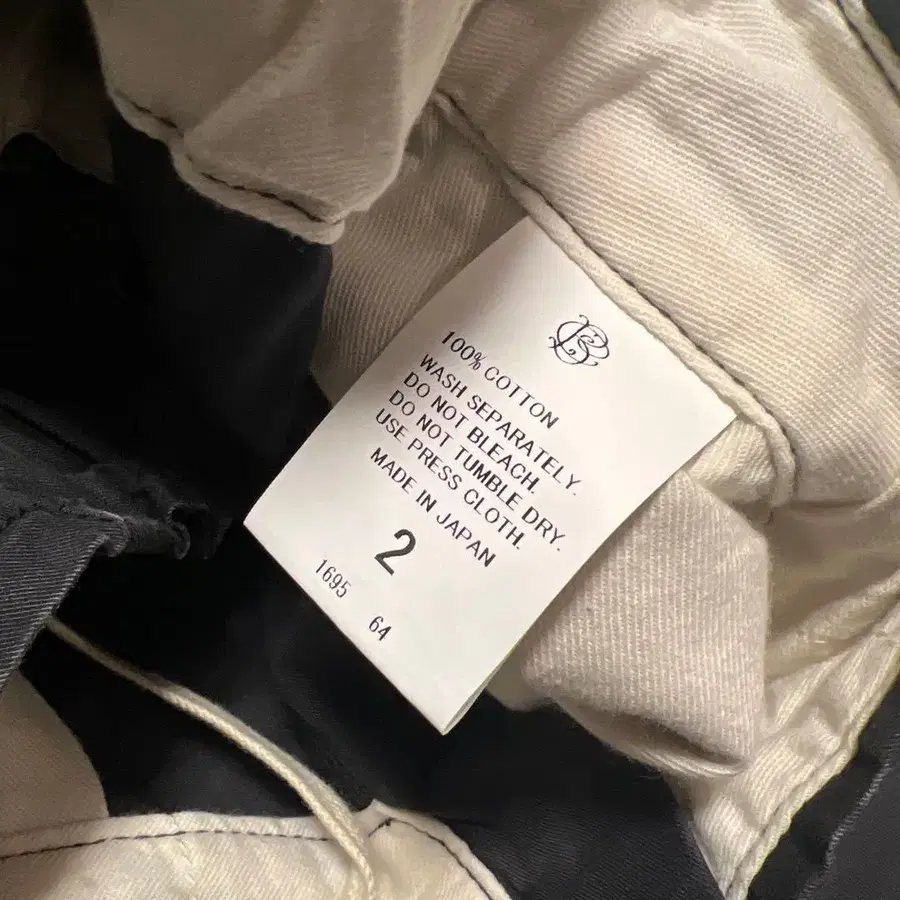 100% COTTON
WASH SEPARATELY.
DO NOT BLEACH.
DO NOT TUMBLE DRY.
USE PRESS CLOTH.
MADE IN JAPAN
2
1695 64